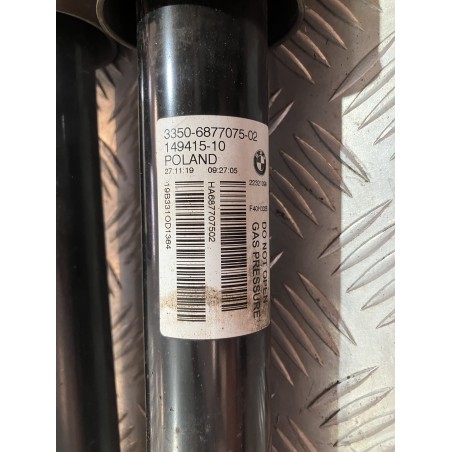 3350-6877075-02
149415-10
POLAND
27:11:19 09:27:05
HA687707502
DO NOT OPEN
GAS PRESSURE